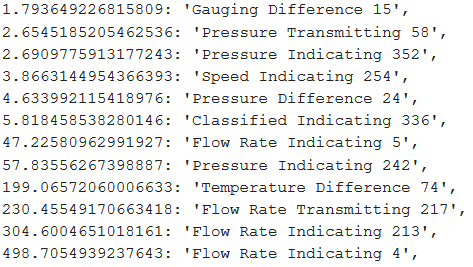 1.793649226815809: 'Gauging Difference 15',
2.6545185205462536: 'Pressure Transmitting 58',
2.6909775913177243: 'Pressure Indicating 352',
3.8663144954366393: 'Speed Indicating 254',
4.633992115418976: 'Pressure Difference 24',
5.818458538280146: 'Classified Indicating 336',
47.22580962991927: 'Flow Rate Indicating 5',
57.83556267398887: 'Pressure Indicating 242',
199.06572060006633: 'Temperature Difference 74',
230.45549170663418: 'Flow Rate Transmitting 217',
304.6004651018161: 'Flow Rate Indicating 213',
498.7054939237643: 'Flow Rate Indicating 4',